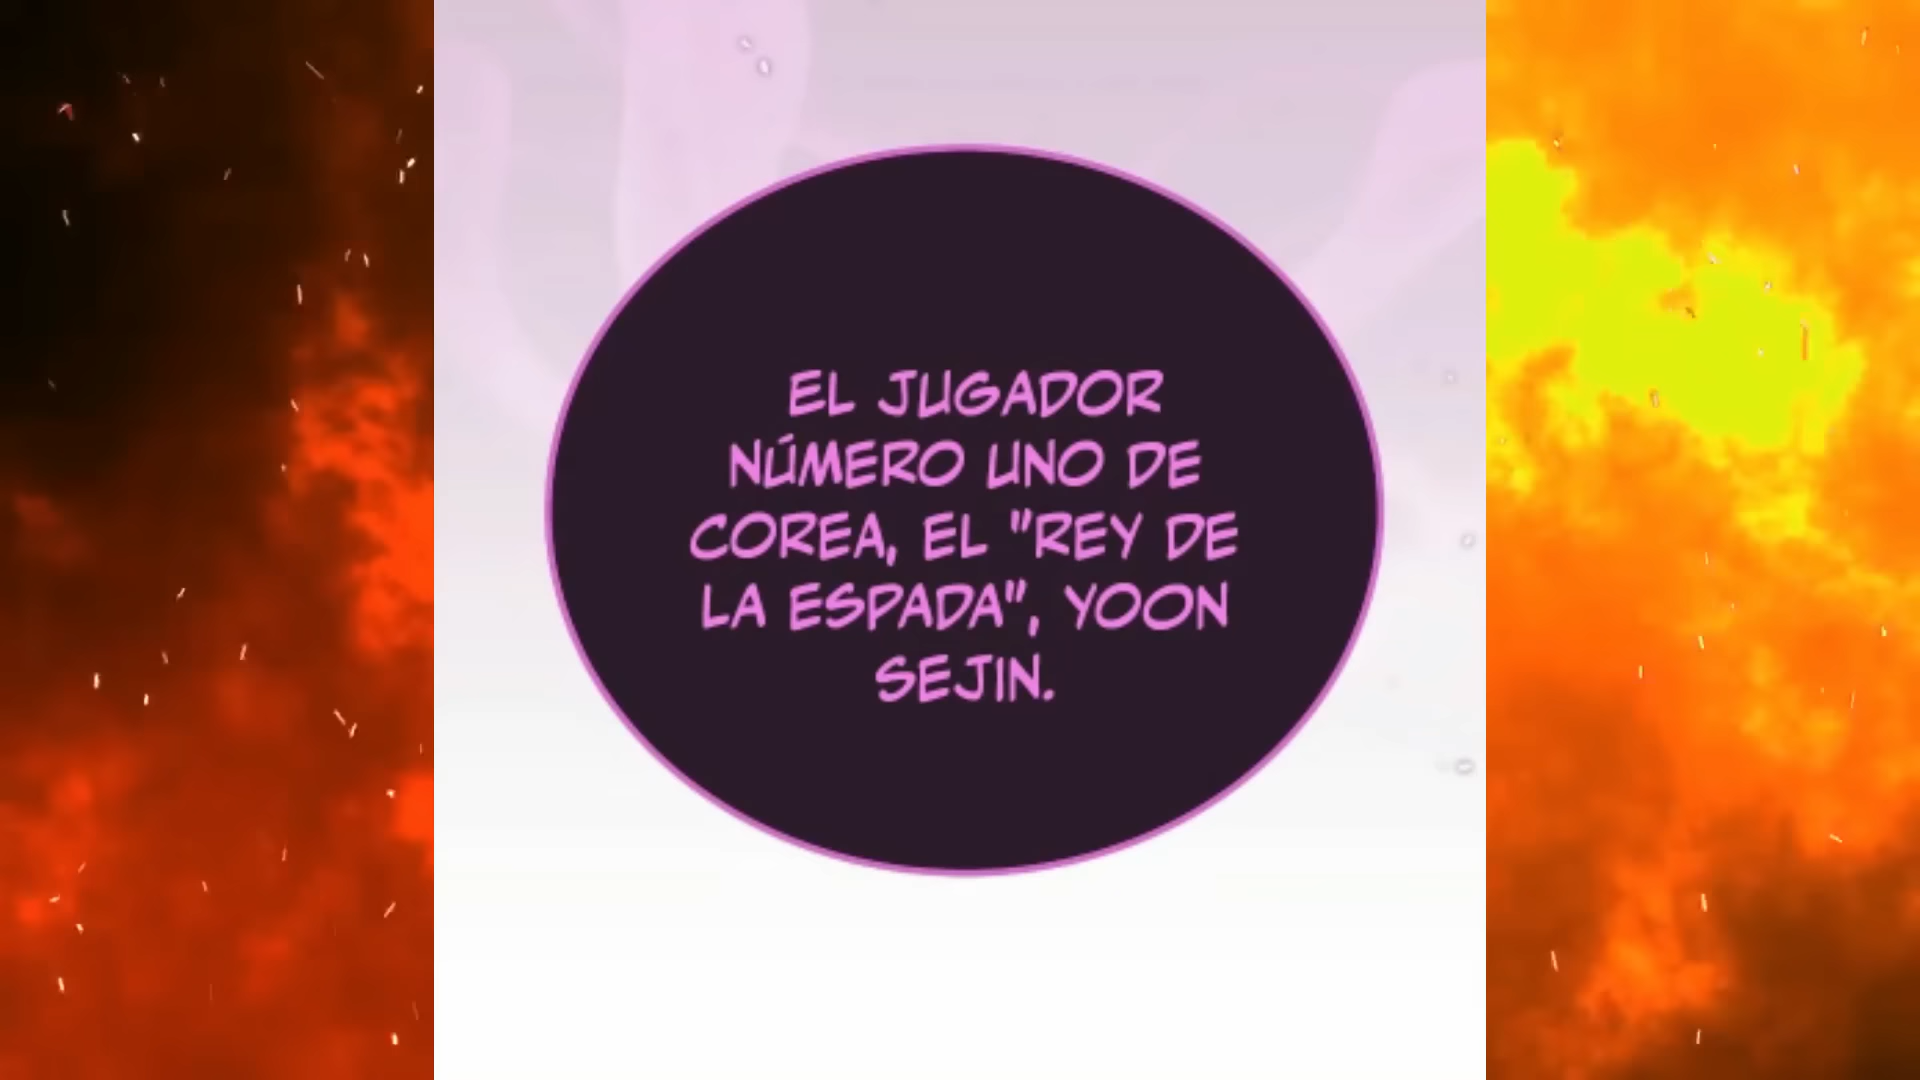 EL JUGADOR
NÚMERO UNO DE
COREA, EL "REY DE
LA ESPADA", YOON
SEJIN.